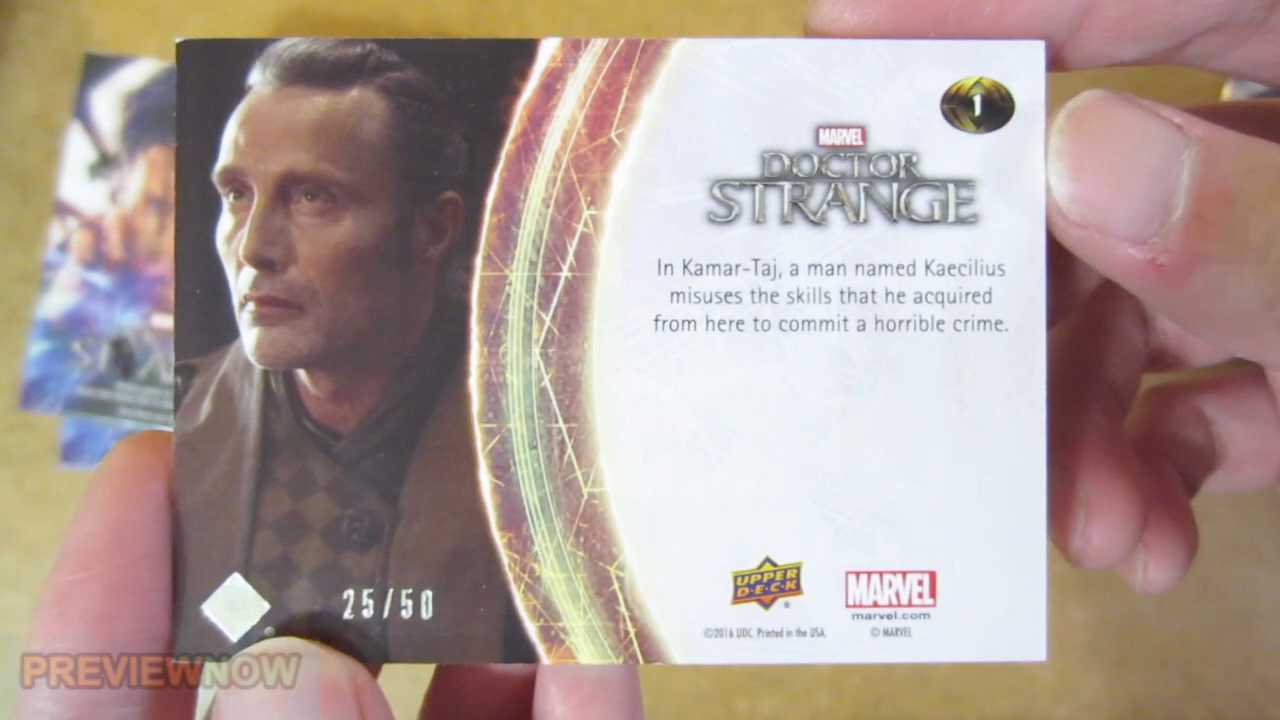 1
MARVEL
DOCTOR
STRANGE
In Kamar-Taj, a man named Kaecilius
misuses the skills that he acquired
from here to commit a horrible crime.
25/50
UPPER
D·E·C·K
®
MARVEL
marvel.com
©2016 UDC. Printed in the USA.
© MARVEL
PREVIEWNOW